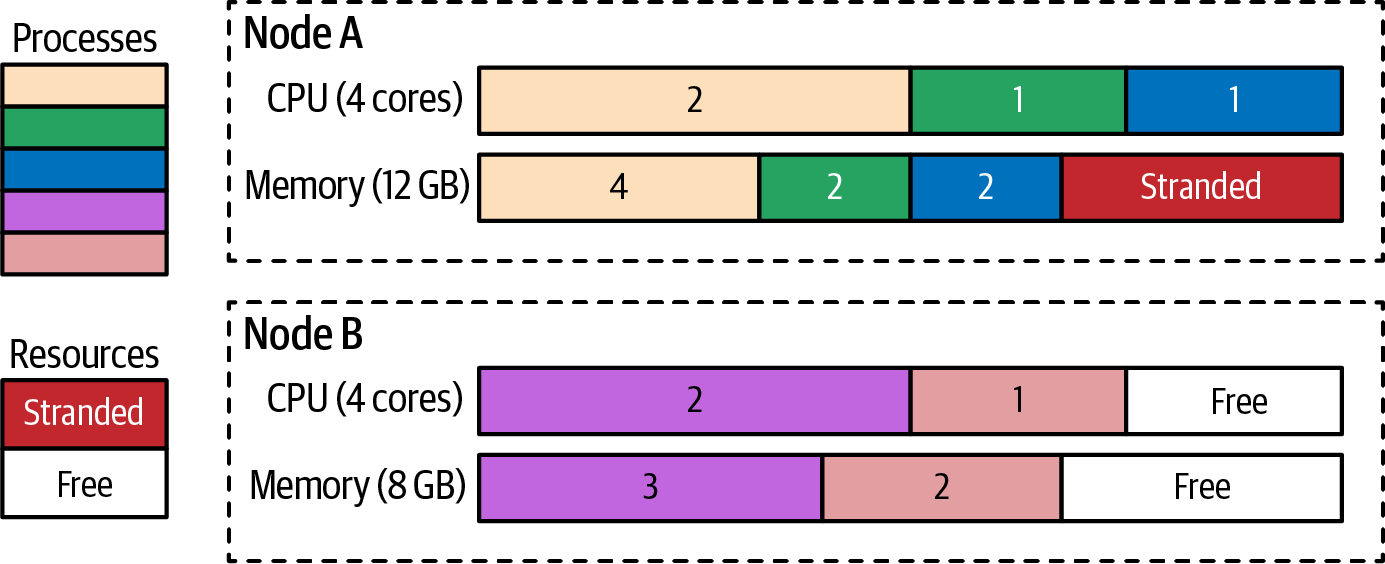 Processes
Resources
Stranded
Free
Node A
CPU (4 cores)
2
1
1
Memory (12 GB)
4
2
2
Stranded
Node B
CPU (4 cores)
2
1
Free
Memory (8 GB)
3
2
Free